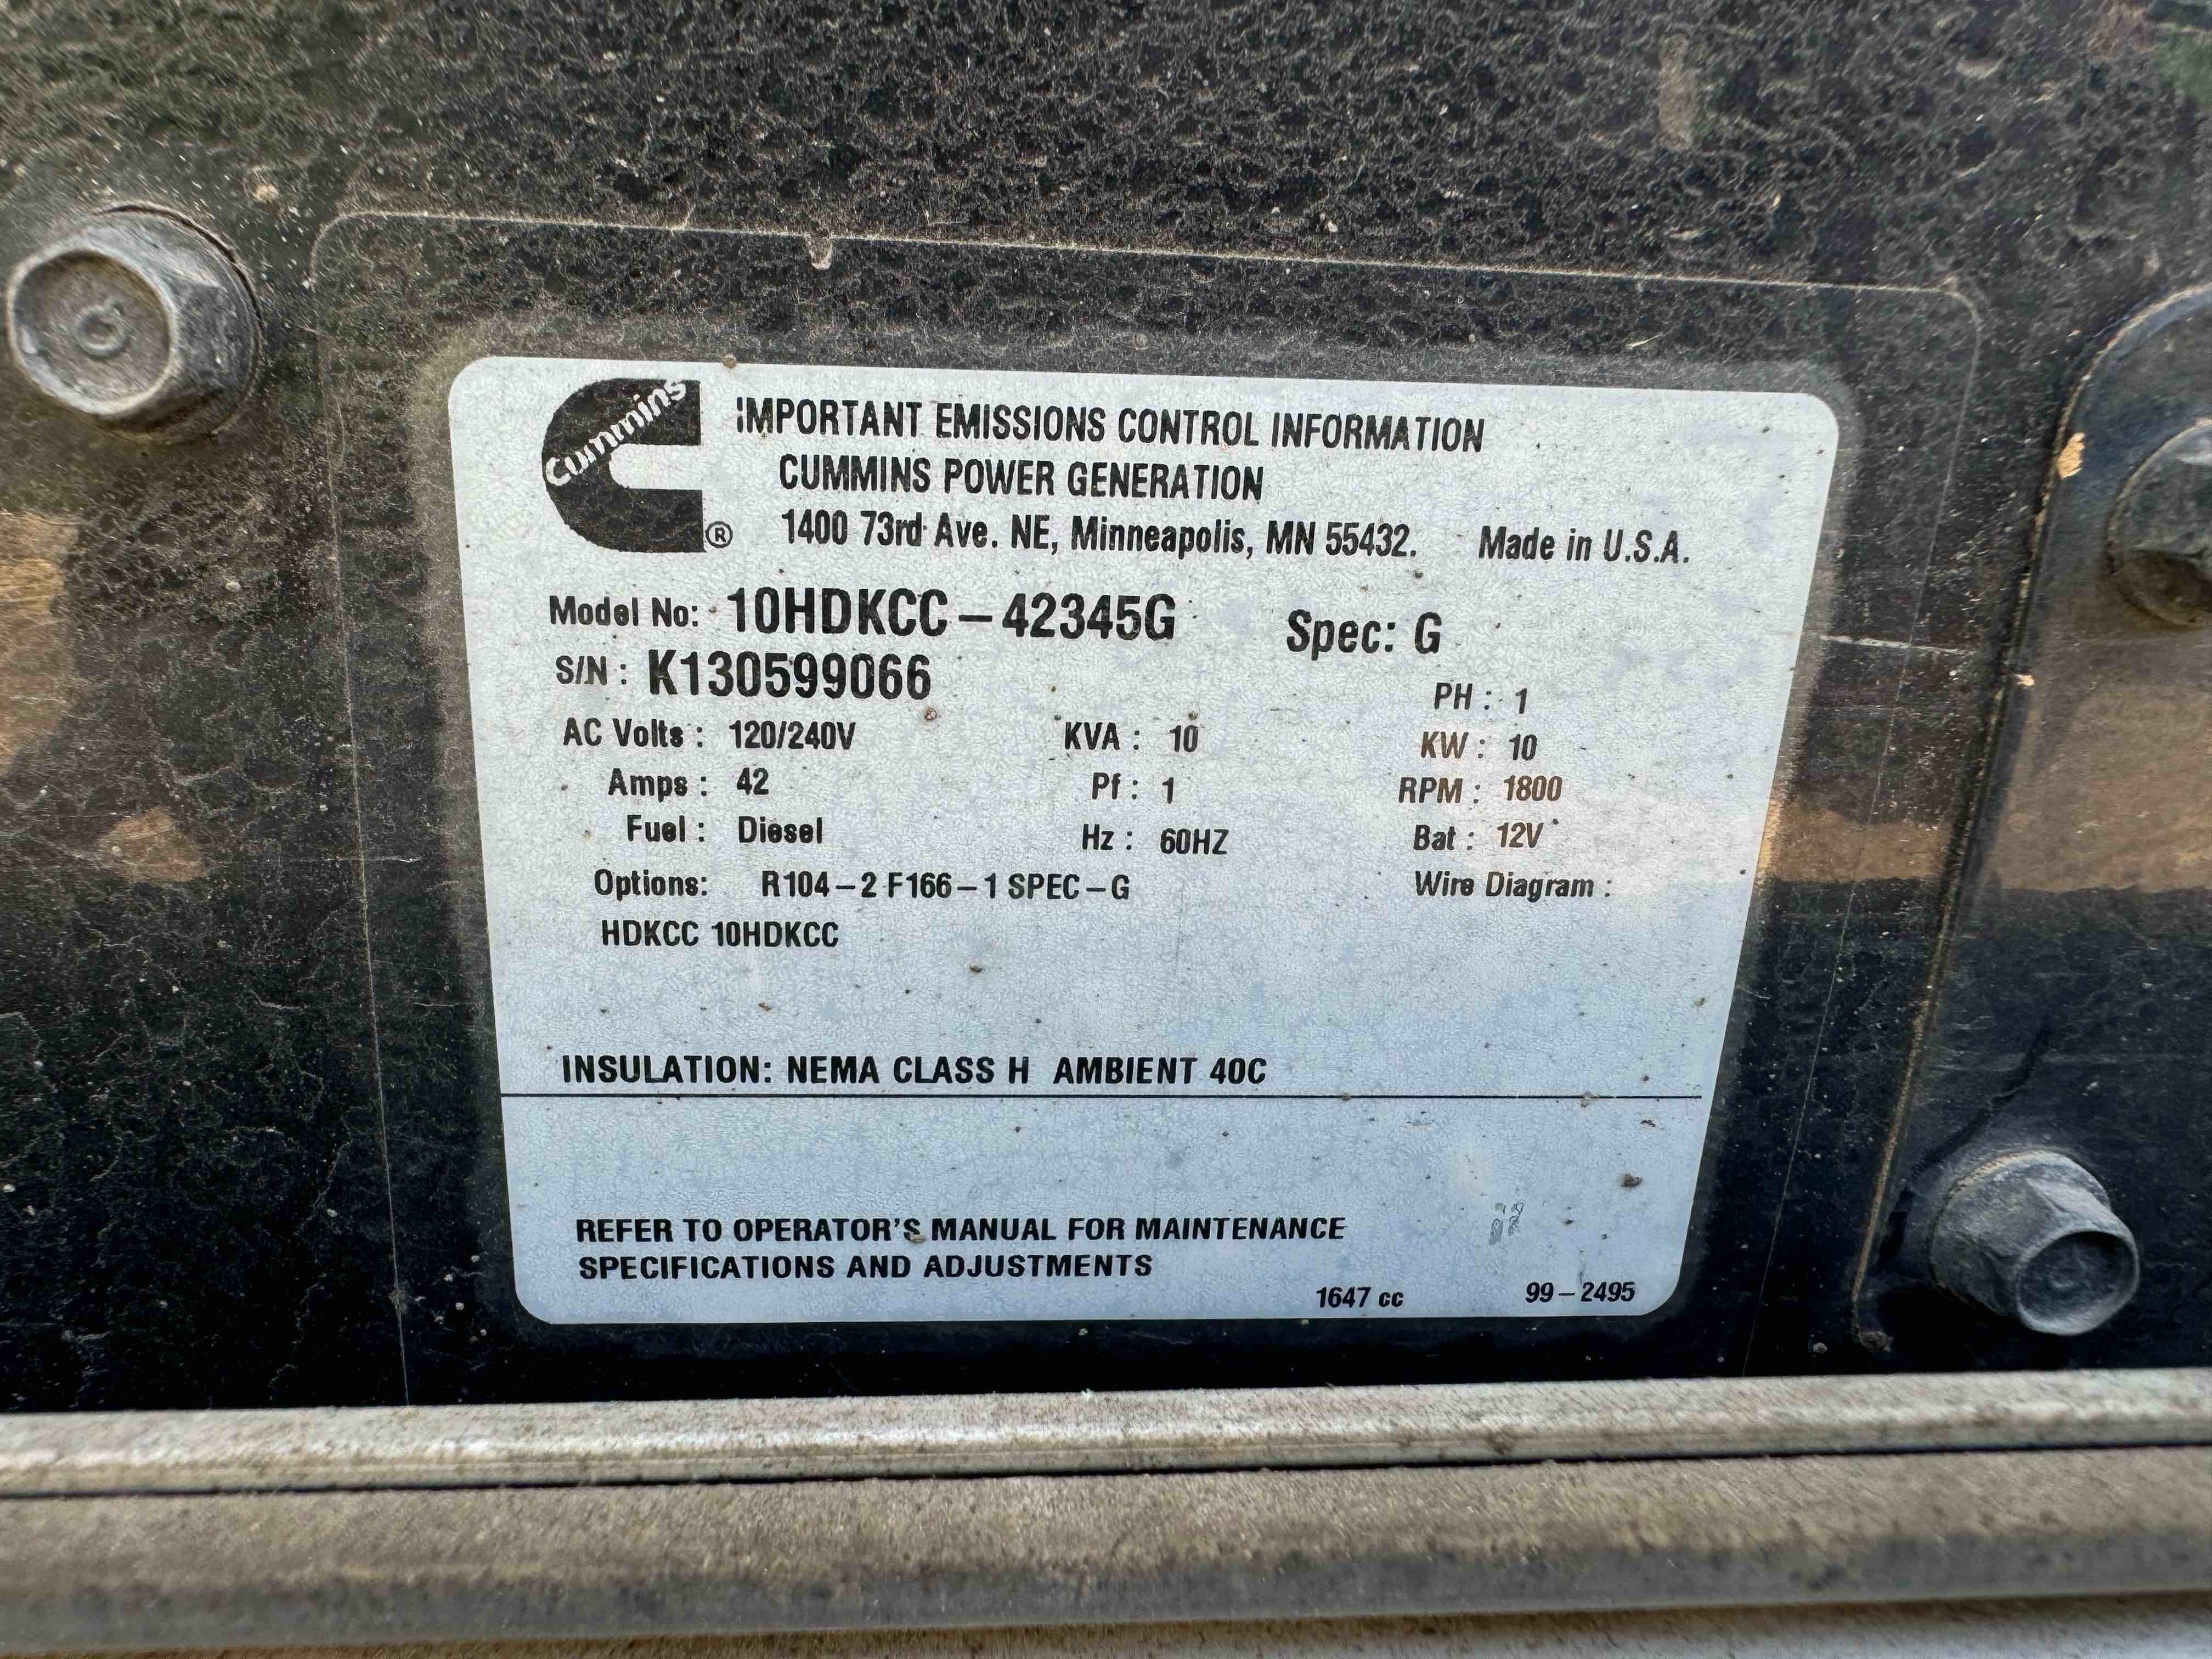 Cummins
®
IMPORTANT EMISSIONS CONTROL INFORMATION
CUMMINS POWER GENERATION
1400 73rd Ave. NE, Minneapolis, MN 55432. Made in U.S.A.
Model No: 10HDKCC-42345G Spec: G
S/N : K130599066
PH : 1
AC Volts : 120/240V KVA : 10 KW : 10
Amps : 42 Pf : 1 RPM : 1800
Fuel : Diesel Hz : 60HZ Bat : 12V
Options: R104-2 F166-1 SPEC-G Wire Diagram :
HDKCC 10HDKCC
INSULATION: NEMA CLASS H AMBIENT 40C
REFER TO OPERATOR'S MANUAL FOR MAINTENANCE
SPECIFICATIONS AND ADJUSTMENTS
1647 cc 99-2495